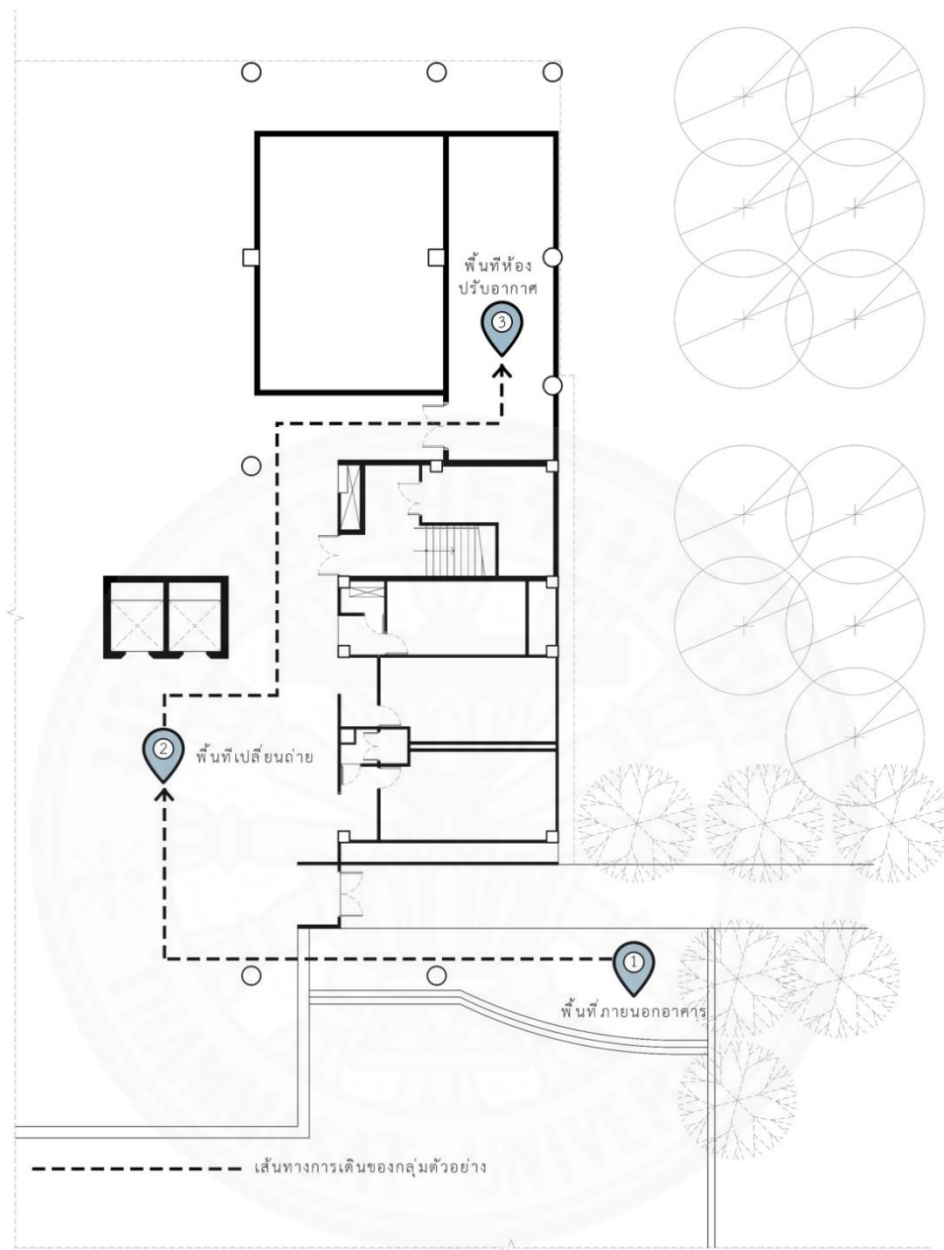 พื้นที่ห้อง
ปรับอากาศ
3
2
พื้นที่เปลี่ยนถ่าย
1
พื้นที่ภายนอกอาคาร
เส้นทางการเดินของกลุ่มตัวอย่าง
THAMMASAT UNIVERSITY